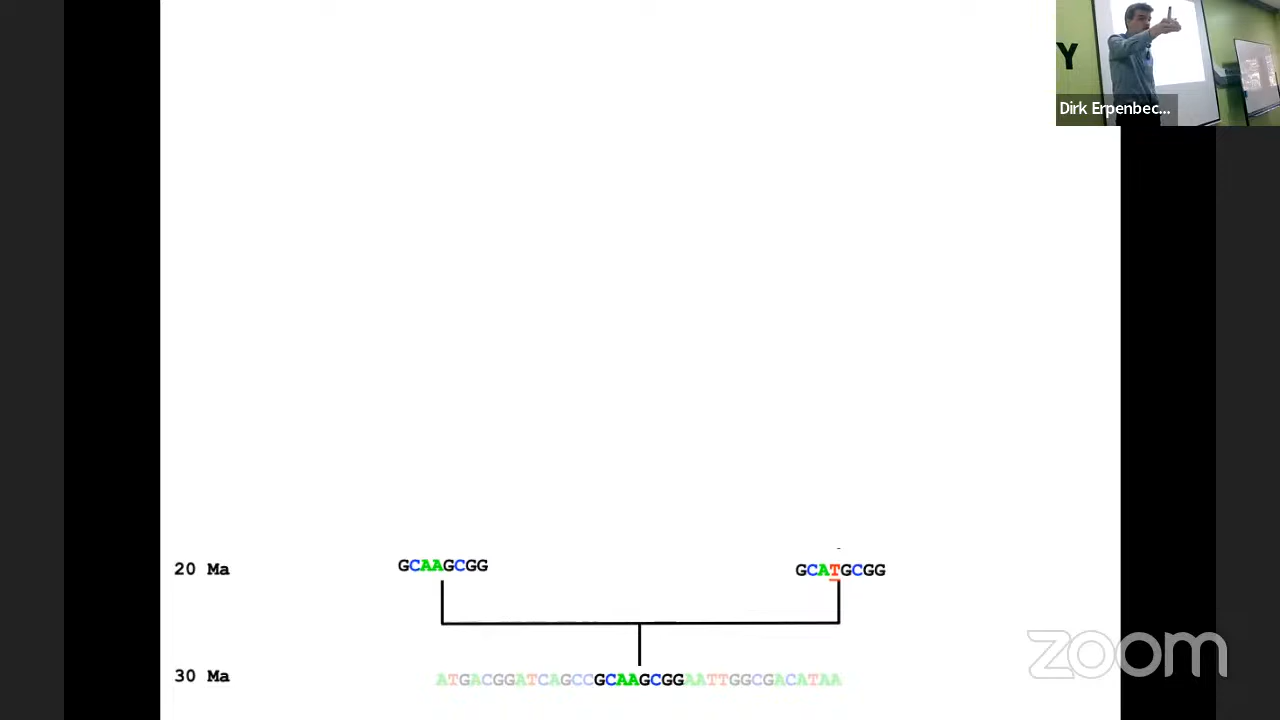 Y
Dirk Erpenbec...
GCAAGCGG
20 Ma
GCATGCGG
30 Ma
ATGACGGATCAGCCGCAAGCGGAATTGGCGACATAA
zoom